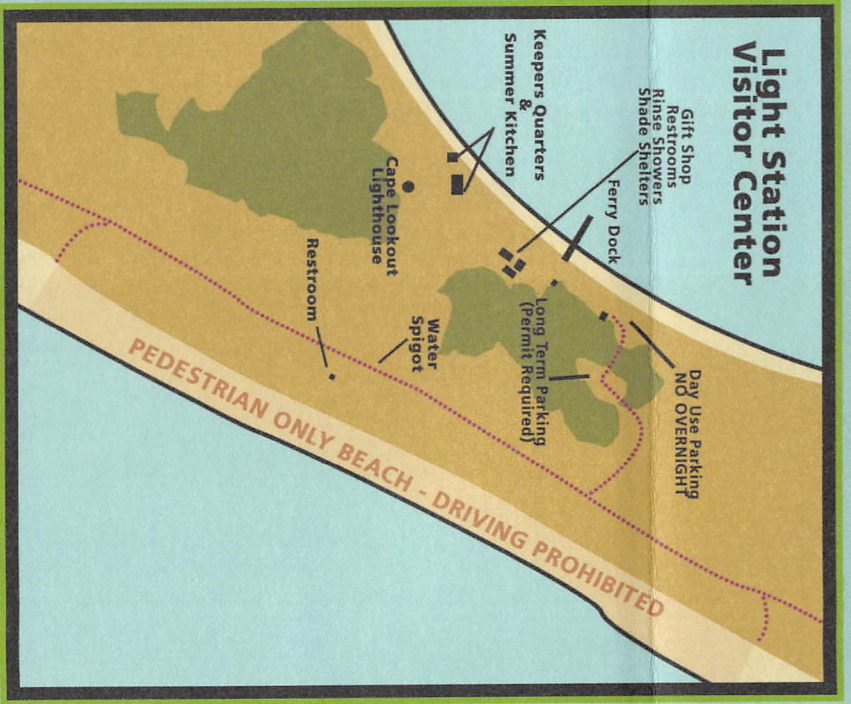 Light Station
Visitor Center
Gift Shop
Restrooms
Rinse Showers
Shade Shelters
Ferry Dock
Keepers Quarters
&
Summer Kitchen
Day Use Parking
NO OVERNIGHT
Long Term Parking
(Permit Required)
Cape Lookout
Lighthouse
Water
Spigot
Restroom
PEDESTRIAN ONLY BEACH - DRIVING PROHIBITED